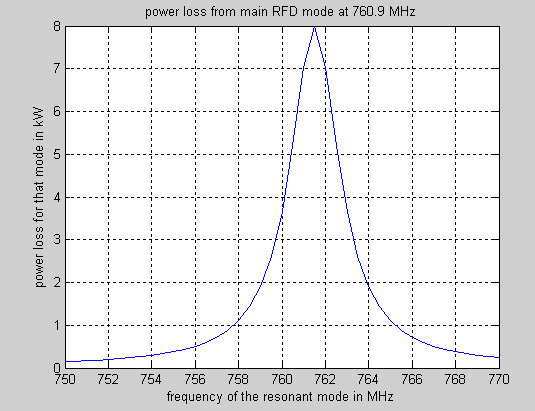 power loss from main RFD mode at 760.9 MHz
8
7
6
5
4
3
2
1
0
power loss for that mode in kW
750 752 754 756 758 760 762 764 766 768 770
frequency of the resonant mode in MHz